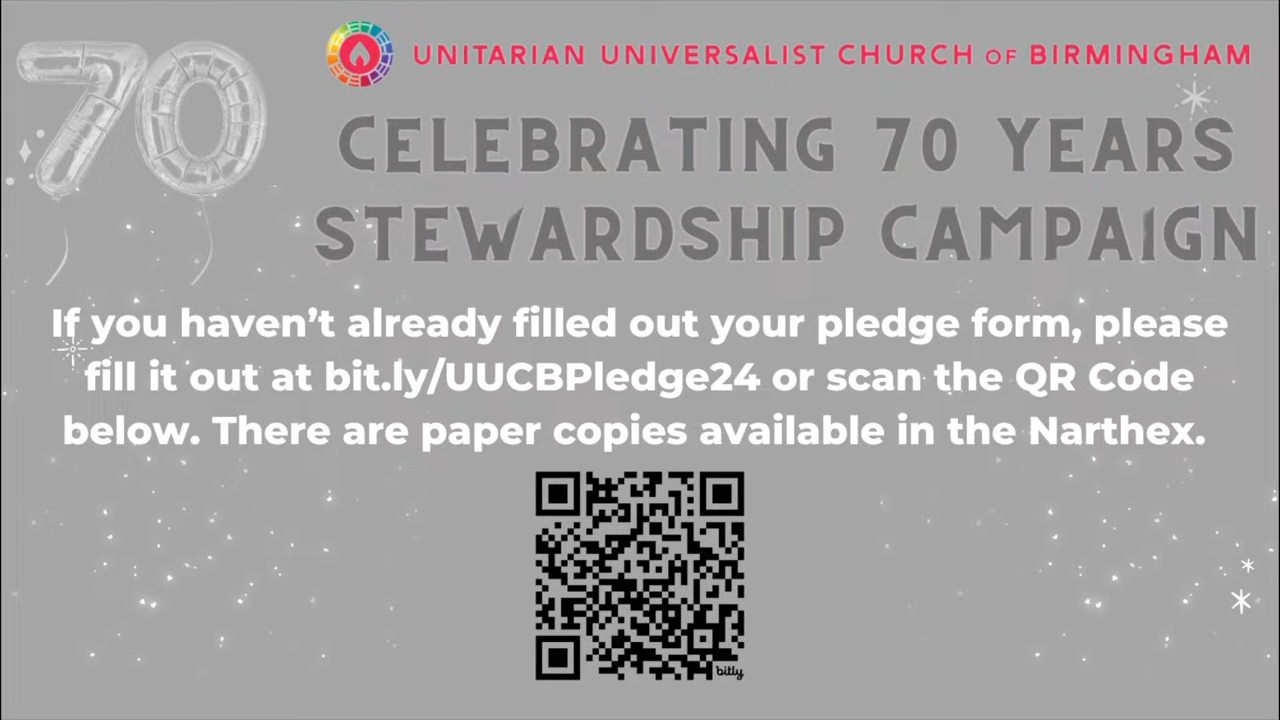 70
UNITARIAN UNIVERSALIST CHURCH OF BIRMINGHAM
CELEBRATING 70 YEARS
STEWARDSHIP CAMPAIGN
If you haven’t already filled out your pledge form, please
fill it out at bit.ly/UUCBPledge24 or scan the QR Code
below. There are paper copies available in the Narthex.
bitly